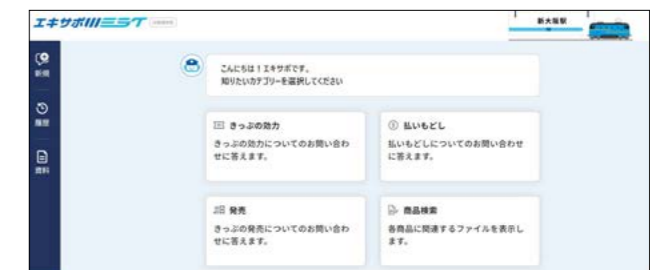 エキサポ
新大阪駅
新規
履歴
資料
こんにちは！エキサポです。
知りたいカテゴリーを選択してください
きっぷの効力
きっぷの効力についてのお問い合わ
せに答えます。
払いもどし
払いもどしについてのお問い合わせ
に答えます。
発売
きっぷの発売についてのお問い合わ
せに答えます。
商品検索
各商品に関連するファイルを表示し
ます。